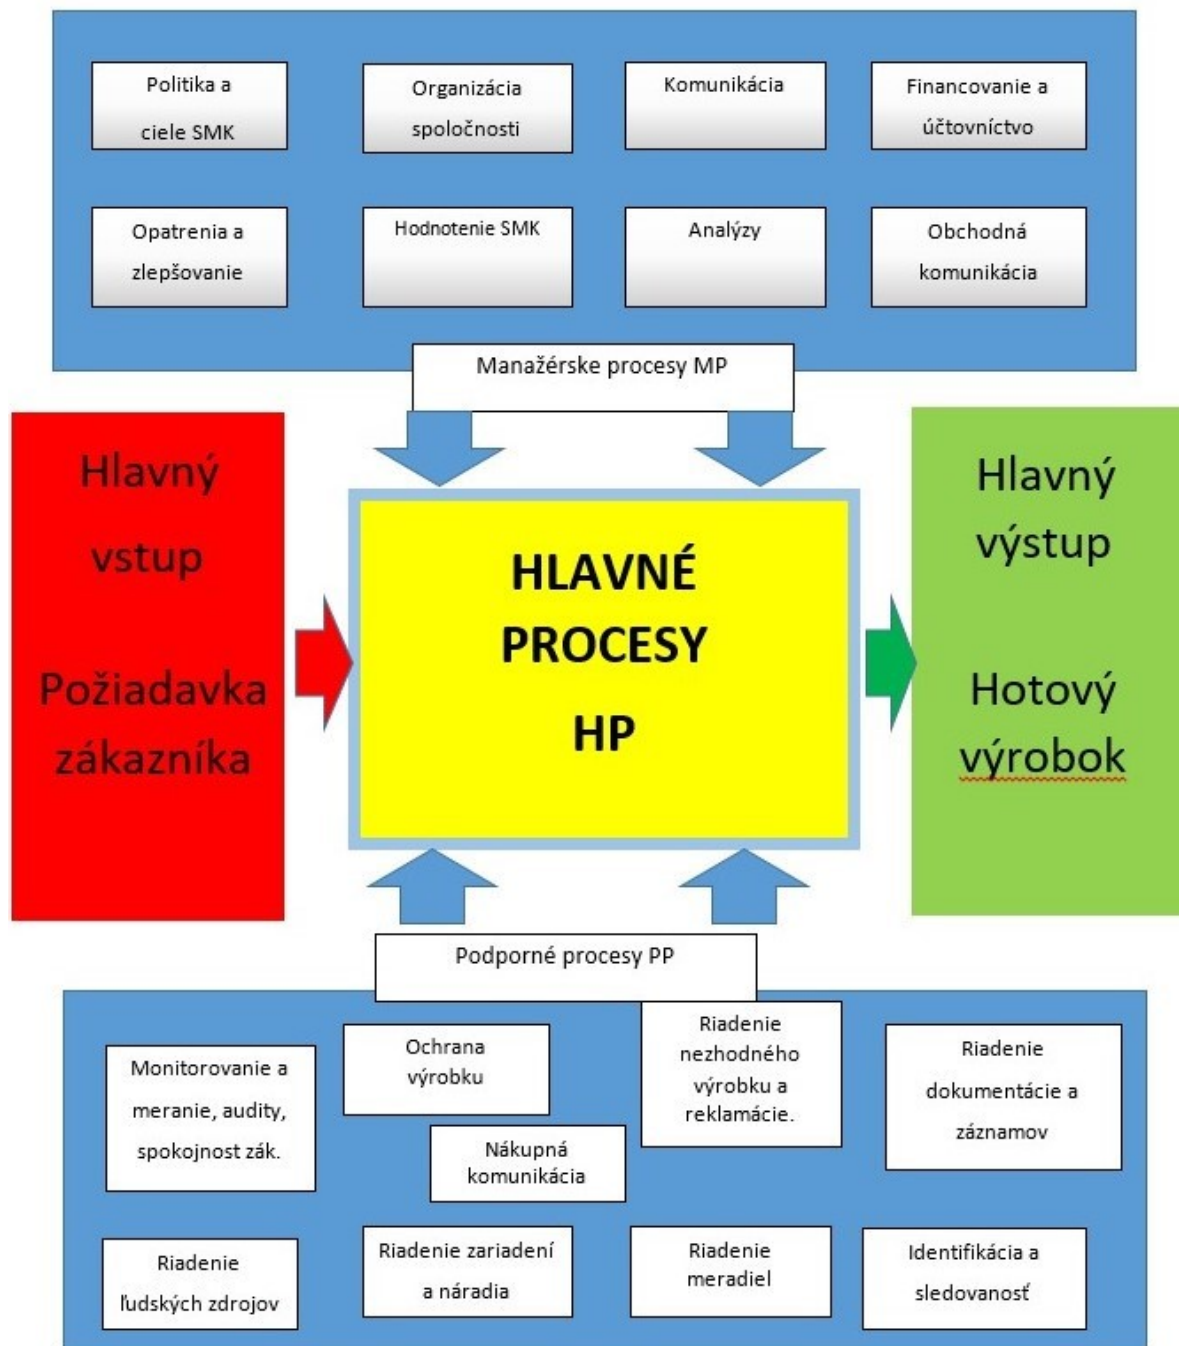 Politika a
ciele SMK
Organizácia
spoločnosti
Komunikácia
Financovanie a
účtovníctvo
Opatrenia a
zlepšovanie
Hodnotenie SMK
Analýzy
Obchodná
komunikácia
Manažérske procesy MP
Hlavný
vstup
Požiadavka
zákazníka
HLAVNÉ
PROCESY
HP
Hlavný
výstup
Hotový
výrobok
Podporné procesy PP
Monitorovanie a
meranie, audity,
spokojnost zák.
Ochrana
výrobku
Nákupná
komunikácia
Riadenie
nezhodného
výrobku a
reklamácie.
Riadenie
dokumentácie a
záznamov
Riadenie
ľudských zdrojov
Riadenie zariadení
a náradia
Riadenie
meradiel
Identifikácia a
sledovanosť